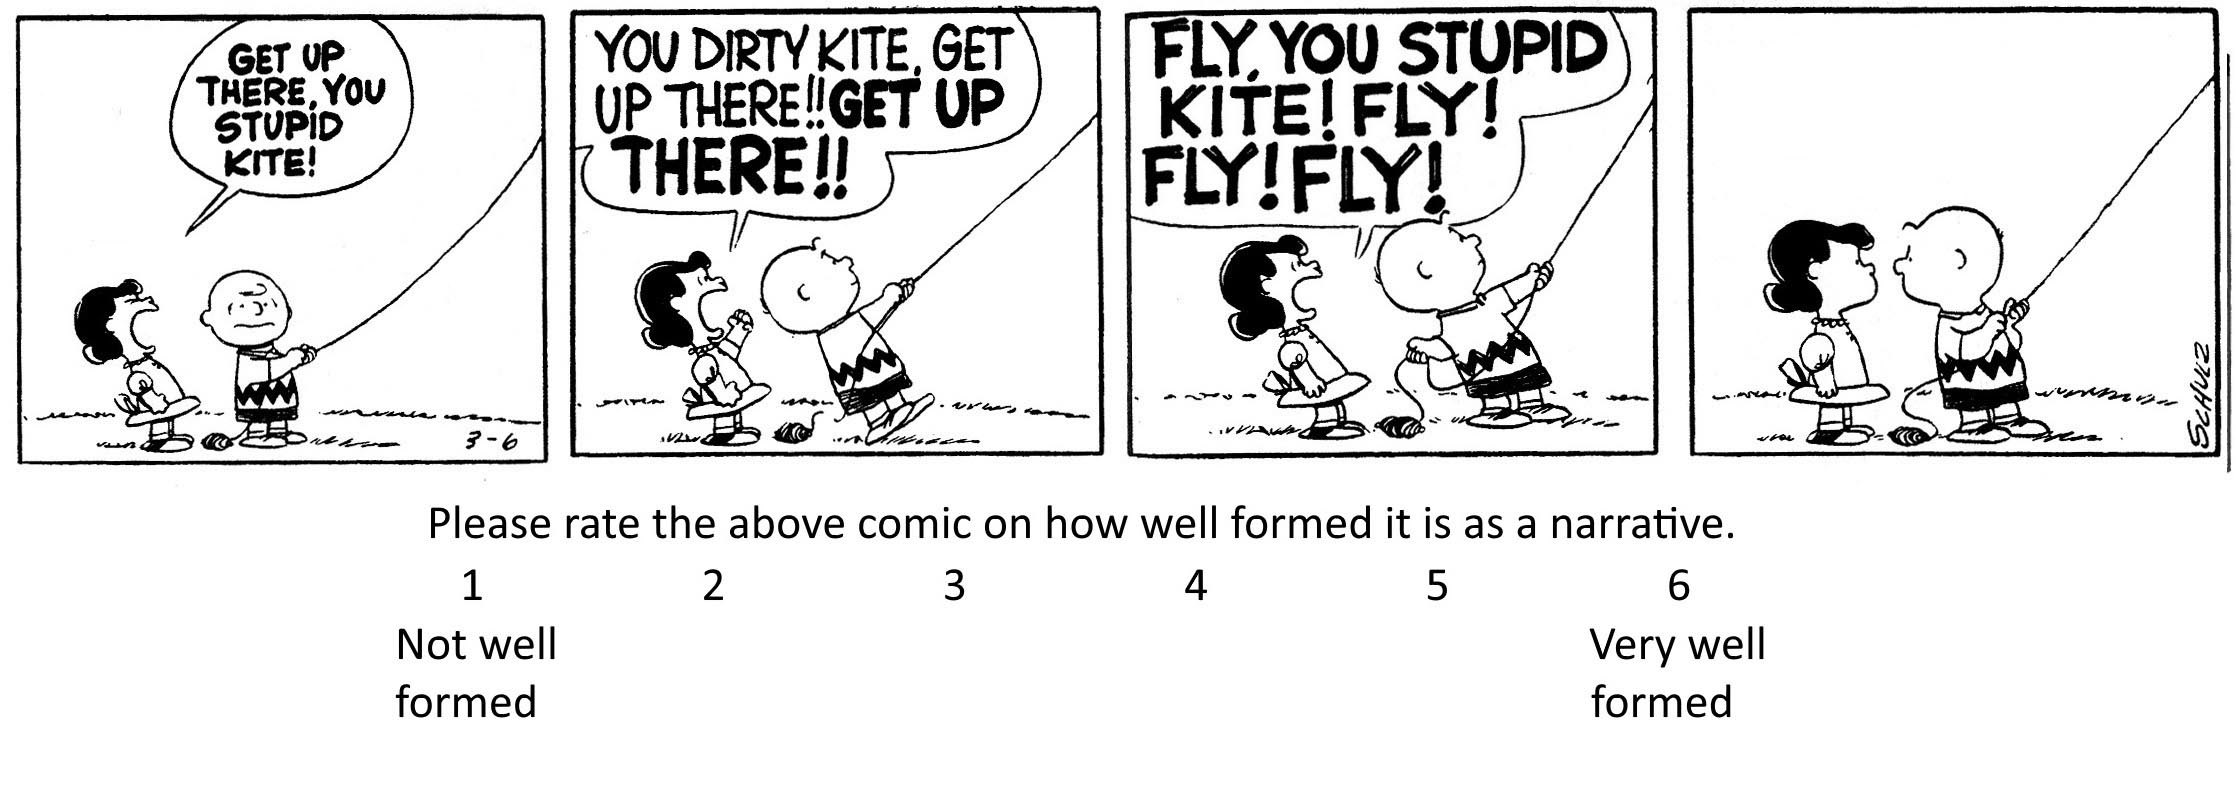 GET UP
THERE, YOU
STUPID
KITE!
3-6
YOU DIRTY KITE, GET
UP THERE!! GET UP
THERE!!
FLY, YOU STUPID
KITE! FLY!
FLY! FLY!
SCHULZ
Please rate the above comic on how well formed it is as a narrative.
1 2 3 4 5 6
Not well
formed
Very well
formed